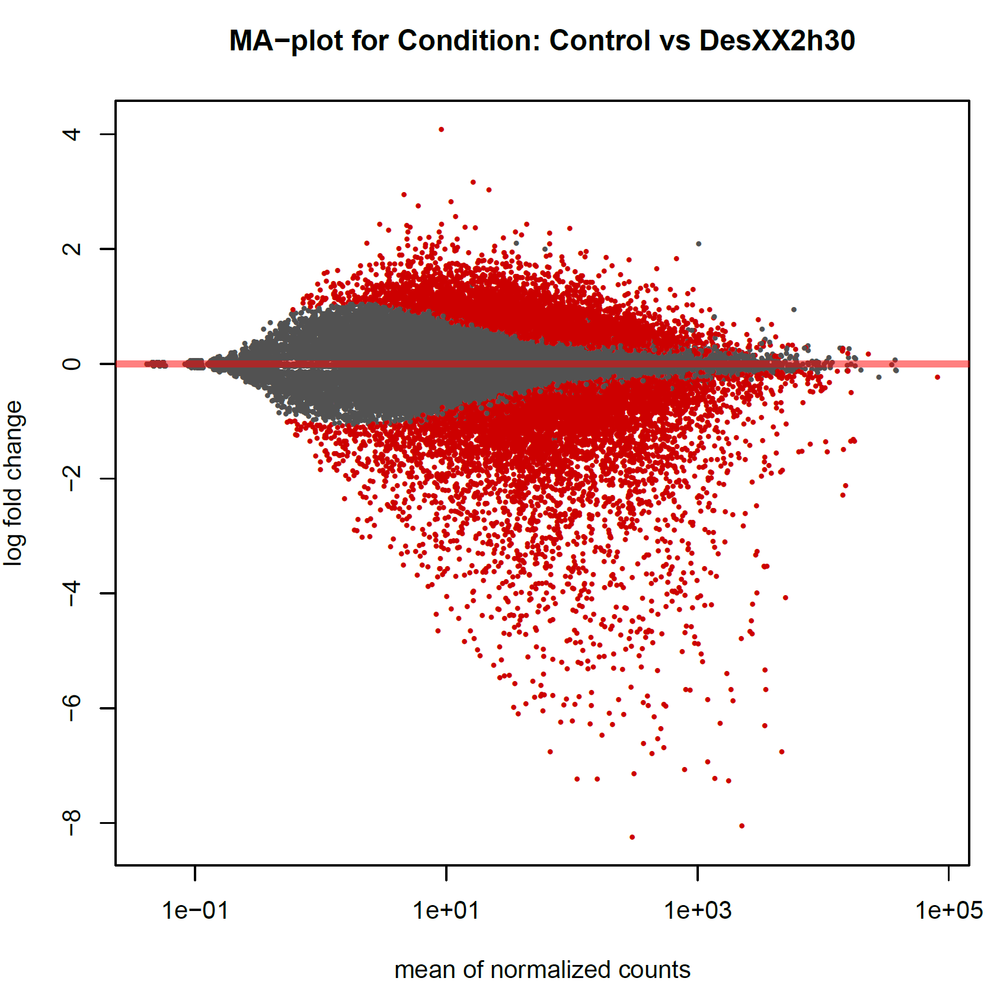 MA−plot for Condition: Control vs DesXX2h30
4
2
0
−2
−4
−6
−8
log fold change
1e−01 1e+01 1e+03 1e+05
mean of normalized counts